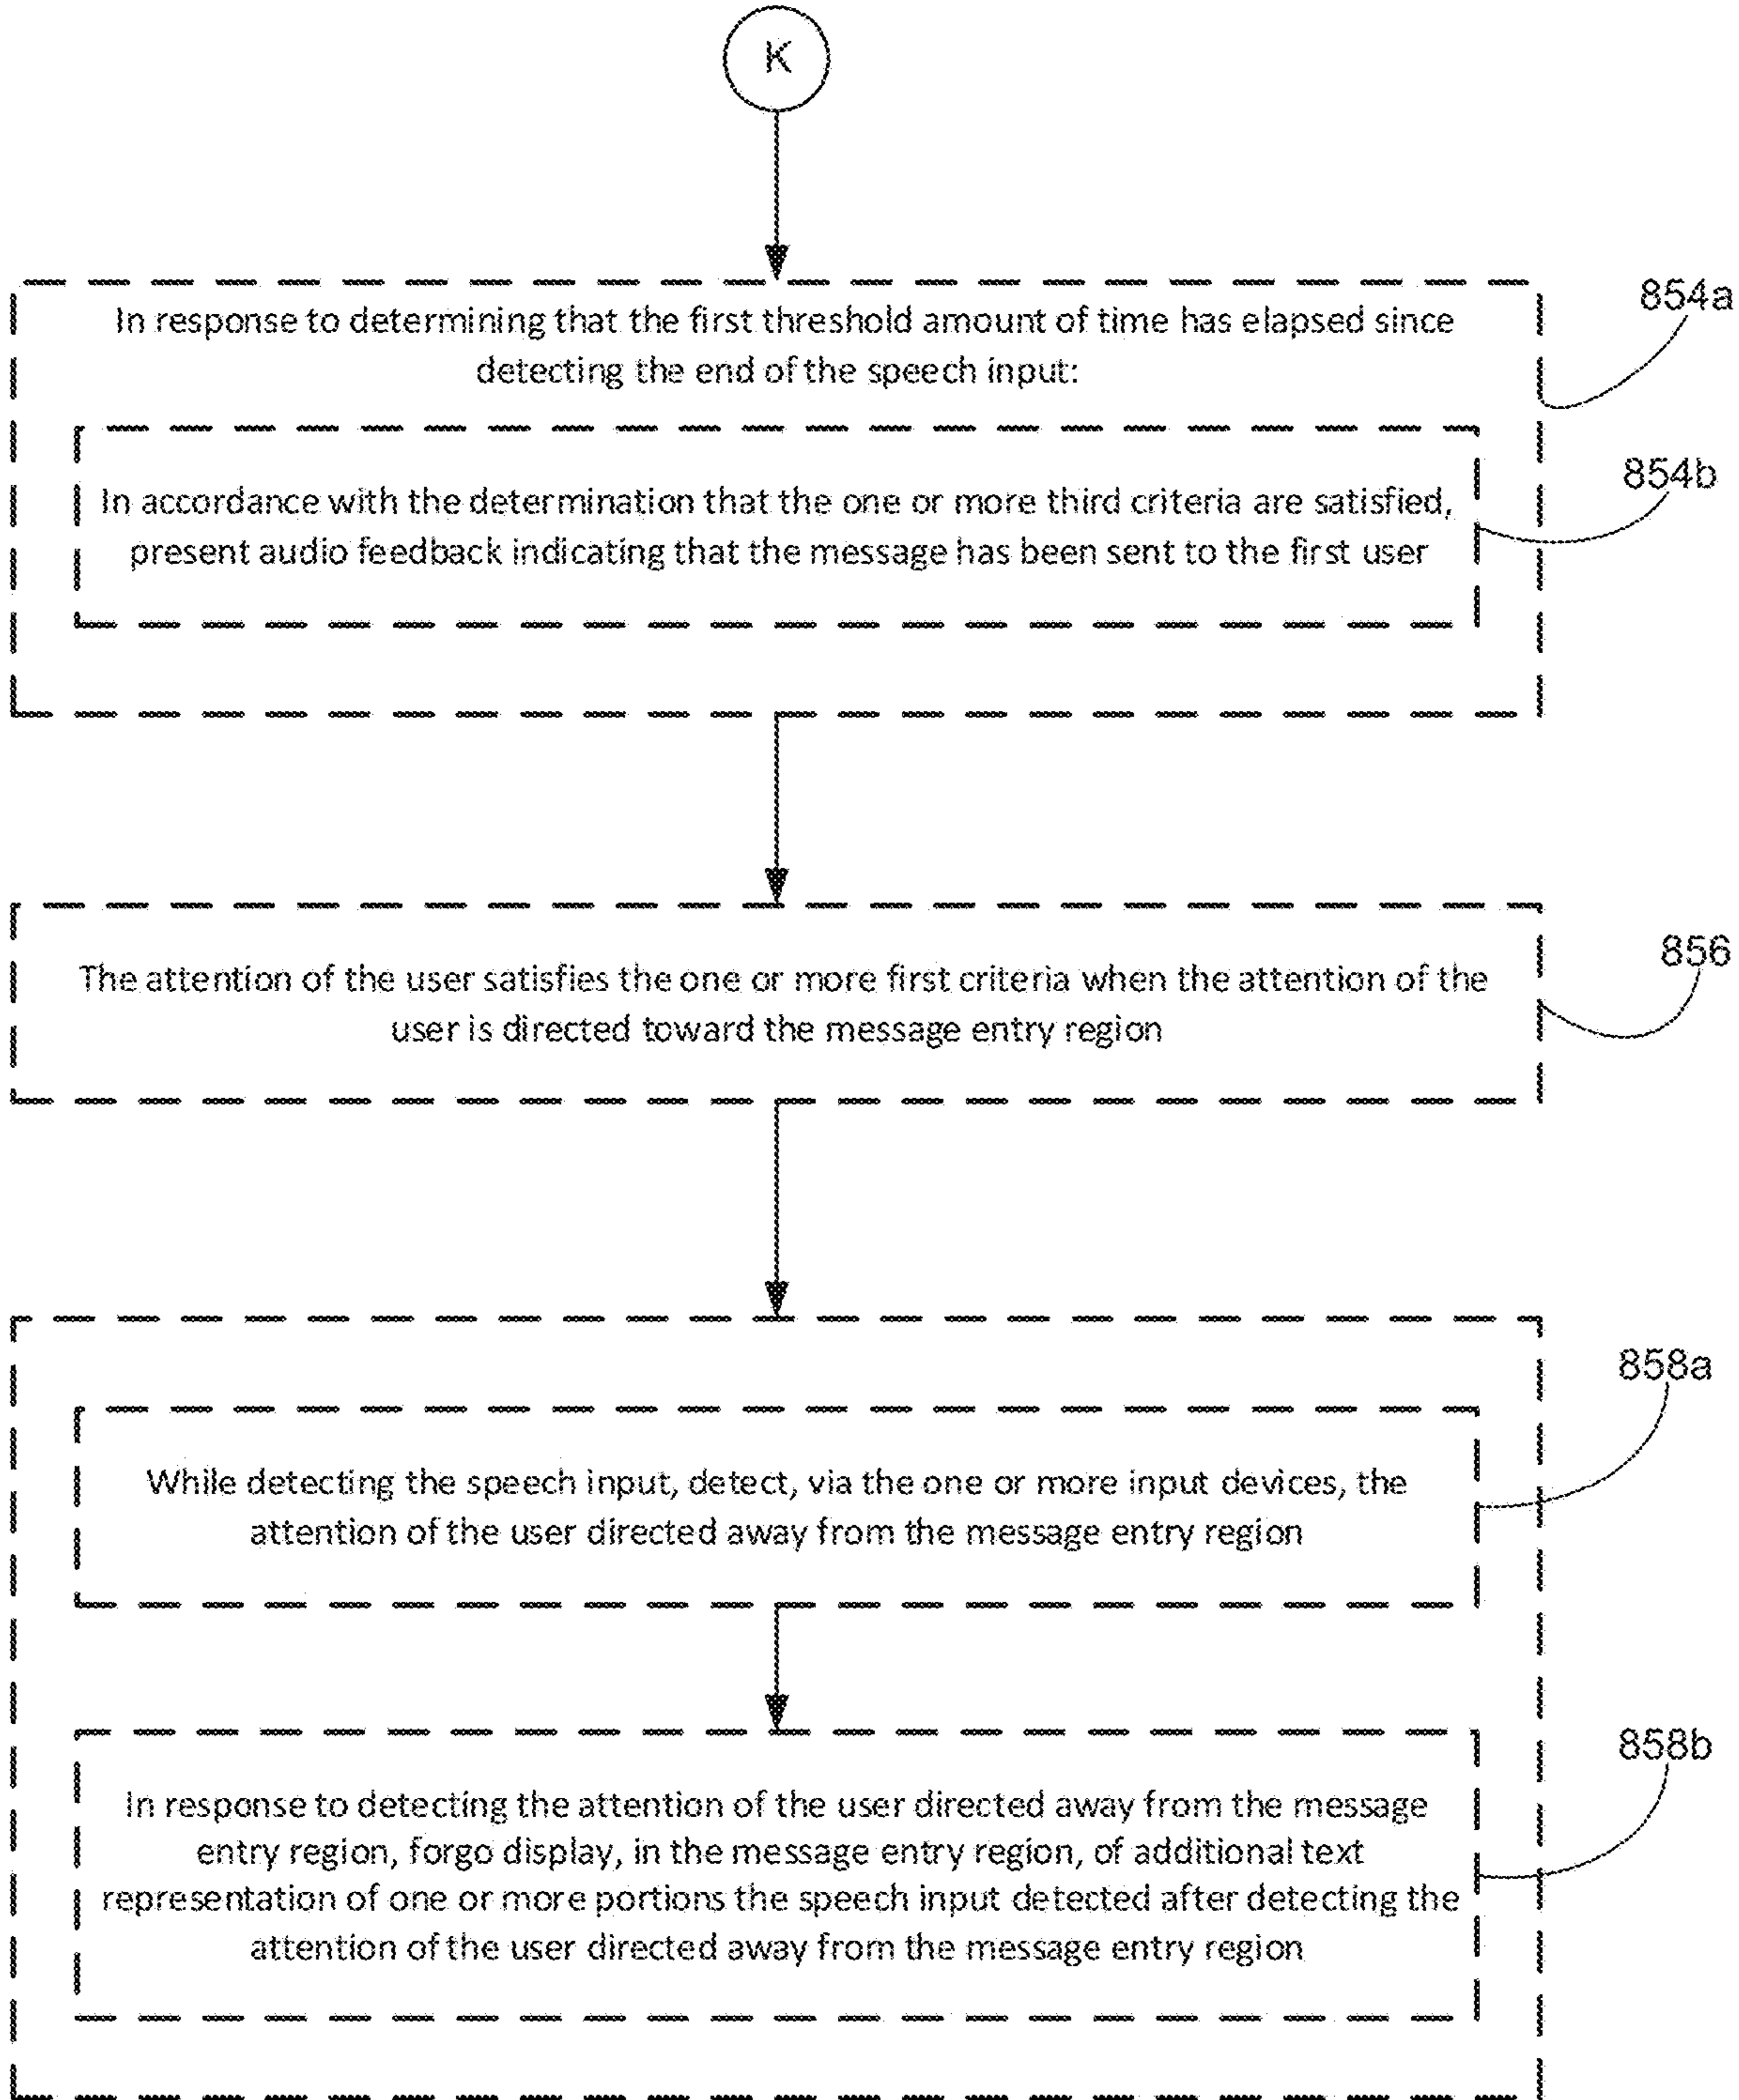 K
In response to determining that the first threshold amount of time has elapsed since
detecting the end of the speech input:
854a
In accordance with the determination that the one or more third criteria are satisfied,
present audio feedback indicating that the message has been sent to the first user
854b
The attention of the user satisfies the one or more first criteria when the attention of the
user is directed toward the message entry region
856
While detecting the speech input, detect, via the one or more input devices, the
attention of the user directed away from the message entry region
858a
In response to detecting the attention of the user directed away from the message
entry region, forgo display, in the message entry region, of additional text
representation of one or more portions the speech input detected after detecting the
attention of the user directed away from the message entry region
858b